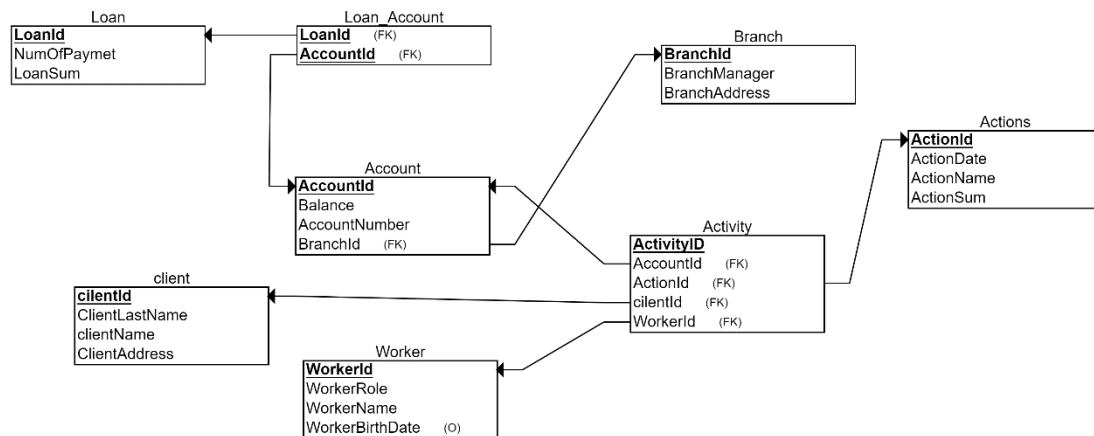 Loan
LoanId
NumOfPaymet
LoanSum
Loan_Account
LoanId (FK)
AccountId (FK)
Branch
BranchId
BranchManager
BranchAddress
Actions
ActionId
ActionDate
ActionName
ActionSum
Account
AccountId
Balance
AccountNumber
BranchId (FK)
Activity
ActivityID
AccountId (FK)
ActionId (FK)
cilentId (FK)
WorkerId (FK)
client
cilentId
ClientLastName
clientName
ClientAddress
Worker
WorkerId
WorkerRole
WorkerName
WorkerBirthDate (O)